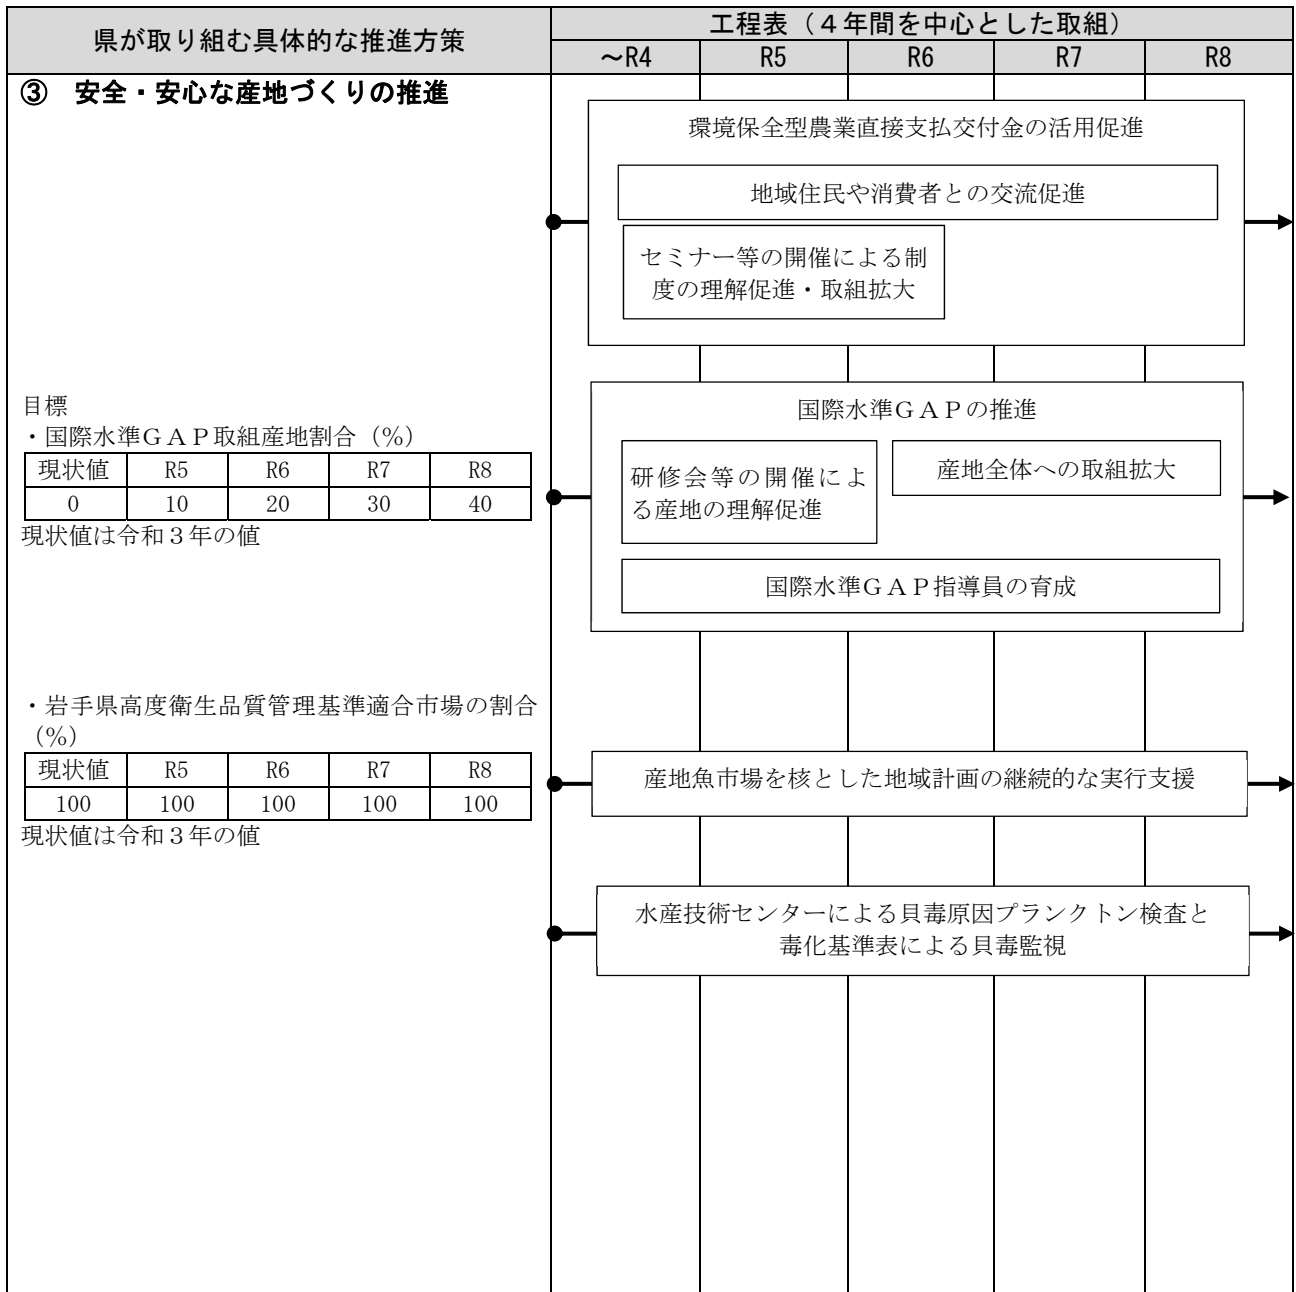 県が取り組む具体的な推進方策
工程表（４年間を中心とした取組）
～R4 R5 R6 R7 R8
③ 安全・安心な産地づくりの推進
環境保全型農業直接支払交付金の活用促進
地域住民や消費者との交流促進
セミナー等の開催による制
度の理解促進・取組拡大
目標
・国際水準ＧＡＰ取組産地割合（％）
現状値 R5 R6 R7 R8
0 10 20 30 40
現状値は令和３年の値
国際水準ＧＡＰの推進
研修会等の開催によ
る産地の理解促進
産地全体への取組拡大
国際水準ＧＡＰ指導員の育成
・岩手県高度衛生品質管理基準適合市場の割合
（％）
現状値 R5 R6 R7 R8
100 100 100 100 100
現状値は令和３年の値
産地魚市場を核とした地域計画の継続的な実行支援
水産技術センターによる貝毒原因プランクトン検査と
毒化基準表による貝毒監視